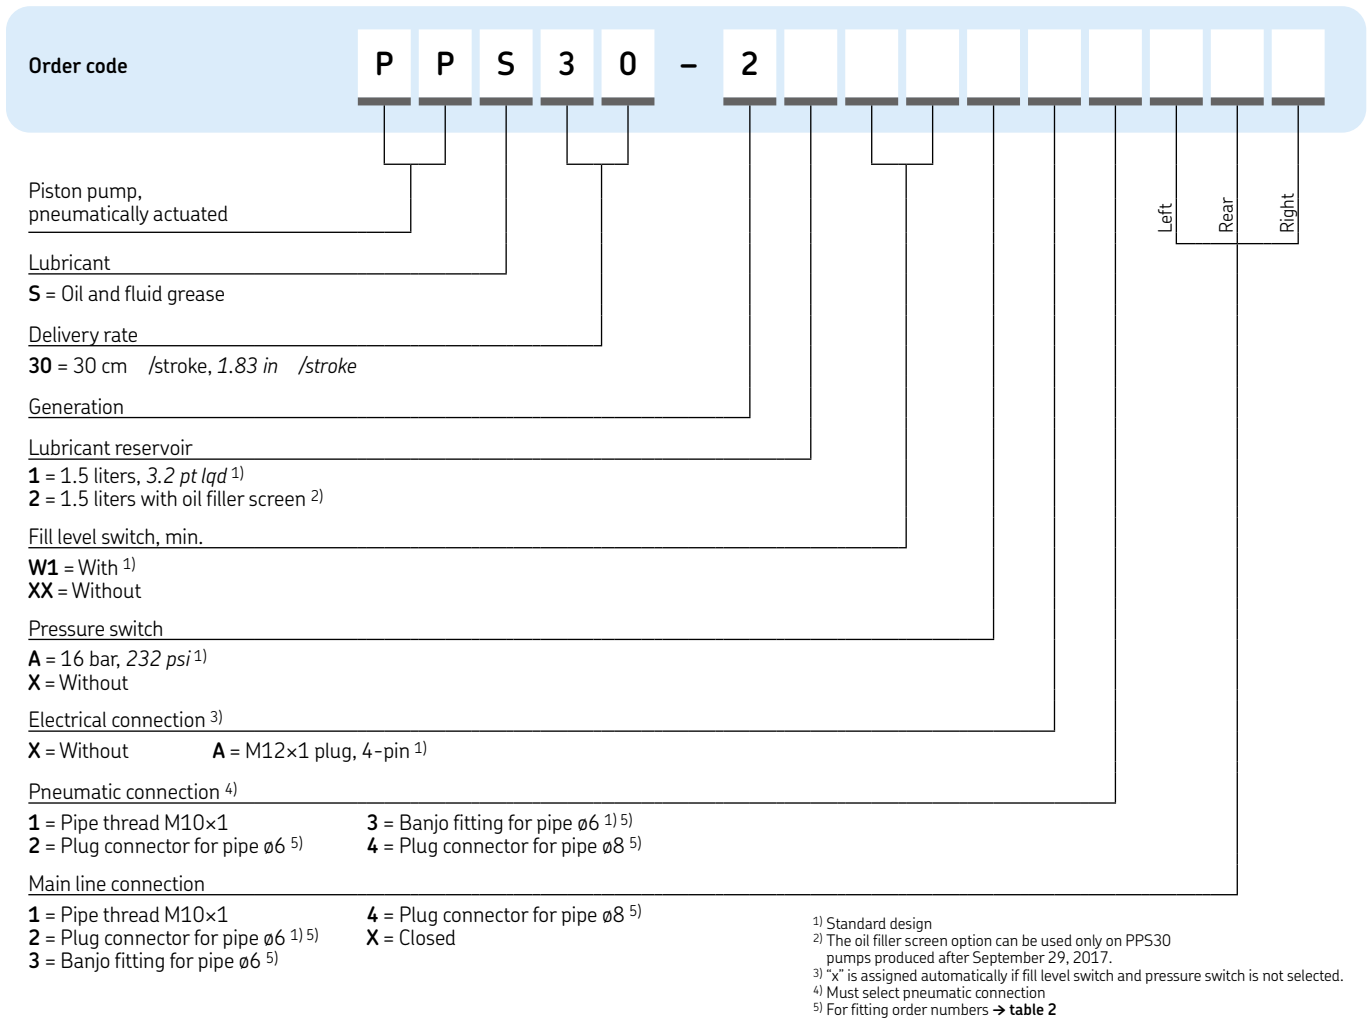 Order code P P S 3 0 – 2
Left Rear Right
Piston pump,
pneumatically actuated
Lubricant
S = Oil and fluid grease
Delivery rate
30 = 30 cm /stroke, 1.83 in /stroke
Generation
Lubricant reservoir
1 = 1.5 liters, 3.2 pt lqd 1)
2 = 1.5 liters with oil filler screen 2)
Fill level switch, min.
W1 = With 1)
XX = Without
Pressure switch
A = 16 bar, 232 psi 1)
X = Without
Electrical connection 3)
X = Without A = M12×1 plug, 4-pin 1)
Pneumatic connection 4)
1 = Pipe thread M10×1 3 = Banjo fitting for pipe ø6 1) 5)
2 = Plug connector for pipe ø6 5) 4 = Plug connector for pipe ø8 5)
Main line connection
1 = Pipe thread M10×1 4 = Plug connector for pipe ø8 5)
2 = Plug connector for pipe ø6 1) 5) X = Closed
3 = Banjo fitting for pipe ø6 5)
1) Standard design
2) The oil filler screen option can be used only on PPS30
pumps produced after September 29, 2017.
3) “x” is assigned automatically if fill level switch and pressure switch is not selected.
4) Must select pneumatic connection
5) For fitting order numbers → table 2